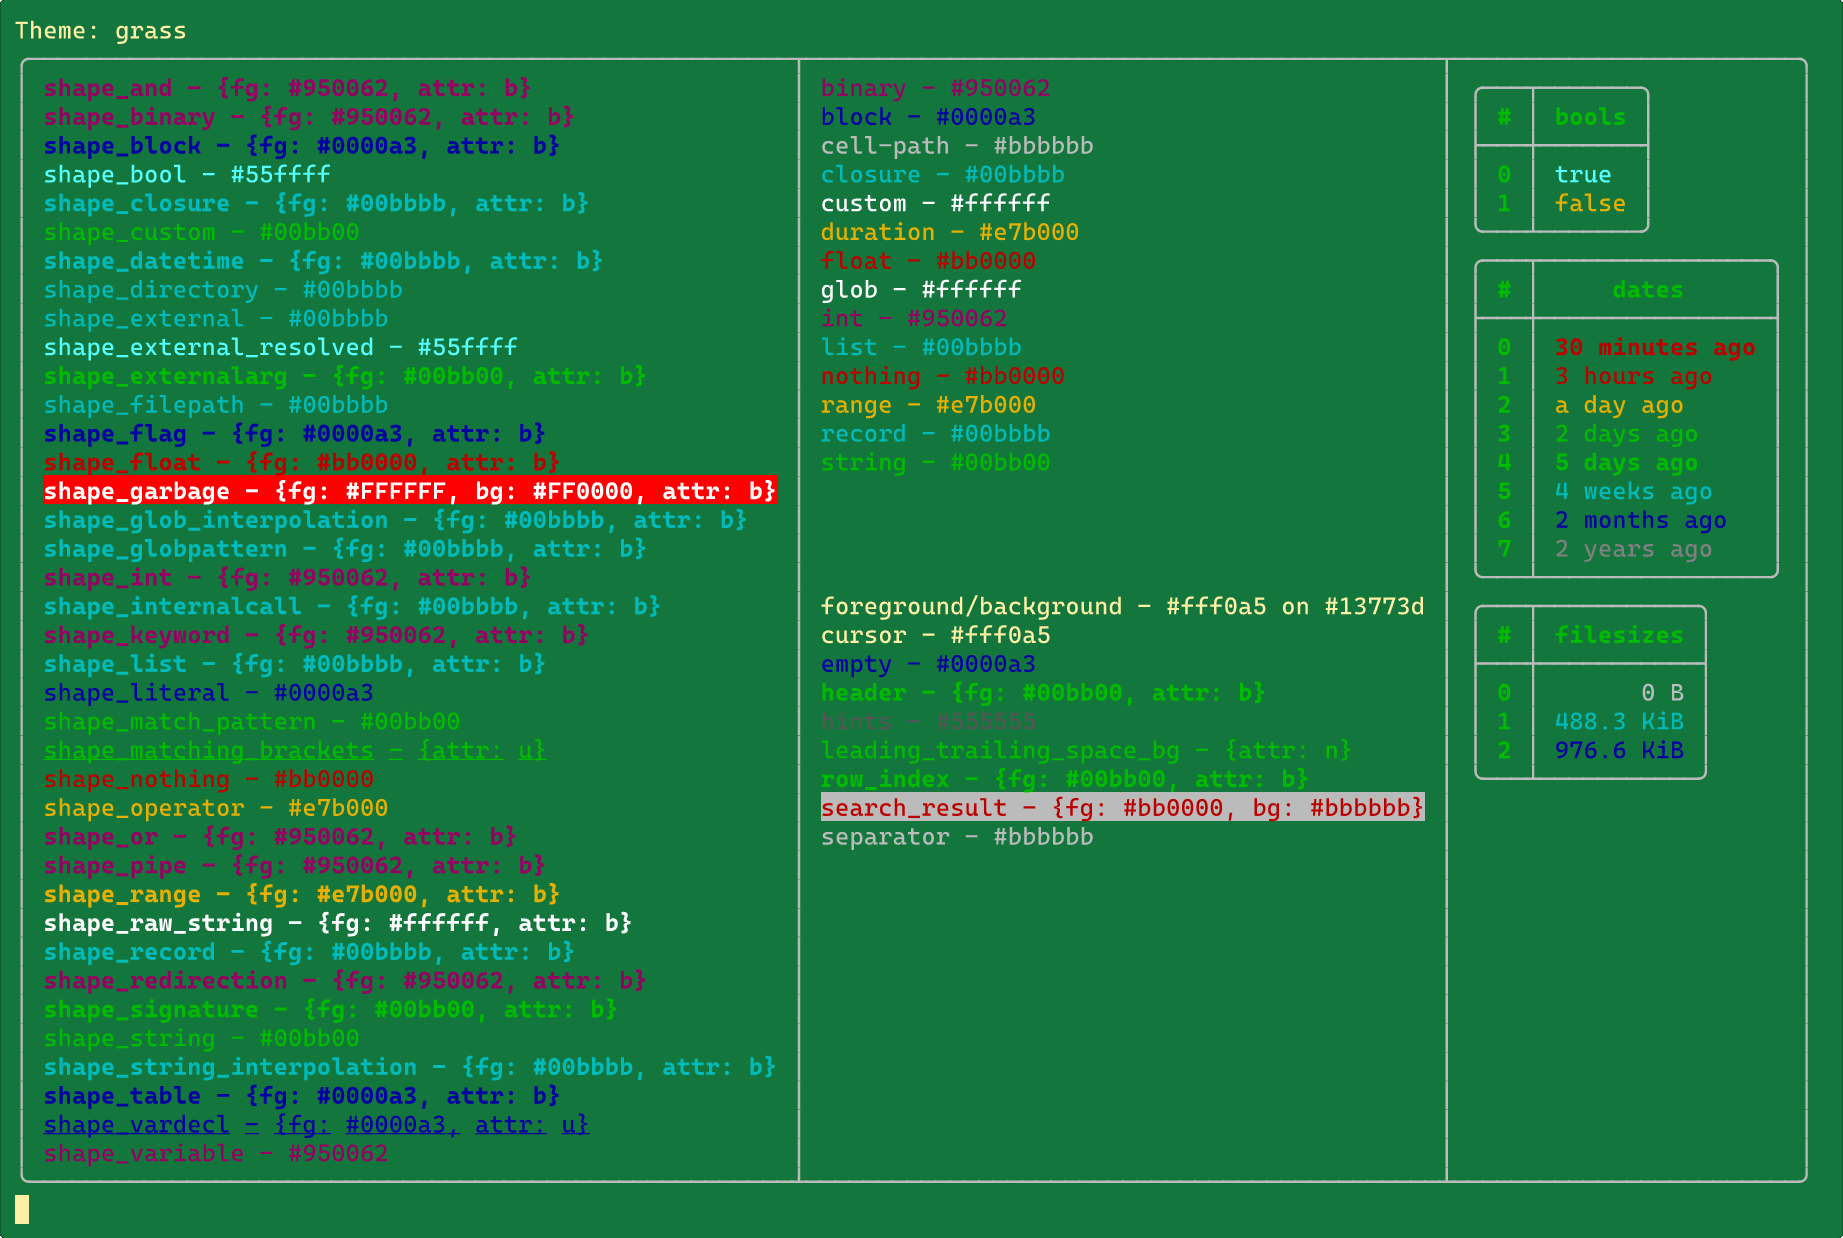 Theme: grass
shape_and - {fg: #950062, attr: b}
shape_binary - {fg: #950062, attr: b}
shape_block - {fg: #0000a3, attr: b}
shape_bool - #55ffff
shape_closure - {fg: #00bbbb, attr: b}
shape_custom - #00bb00
shape_datetime - {fg: #00bbbb, attr: b}
shape_directory - #00bbbb
shape_external - #00bbbb
shape_external_resolved - #55ffff
shape_externalarg - {fg: #00bb00, attr: b}
shape_filepath - #00bbbb
shape_flag - {fg: #0000a3, attr: b}
shape_float - {fg: #bb0000, attr: b}
shape_garbage - {fg: #FFFFFF, bg: #FF0000, attr: b}
shape_glob_interpolation - {fg: #00bbbb, attr: b}
shape_globpattern - {fg: #00bbbb, attr: b}
shape_int - {fg: #950062, attr: b}
shape_internalcall - {fg: #00bbbb, attr: b}
shape_keyword - {fg: #950062, attr: b}
shape_list - {fg: #00bbbb, attr: b}
shape_literal - #0000a3
shape_match_pattern - #00bb00
shape_matching_brackets - {attr: u}
shape_nothing - #bb0000
shape_operator - #e7b000
shape_or - {fg: #950062, attr: b}
shape_pipe - {fg: #950062, attr: b}
shape_range - {fg: #e7b000, attr: b}
shape_raw_string - {fg: #ffffff, attr: b}
shape_record - {fg: #00bbbb, attr: b}
shape_redirection - {fg: #950062, attr: b}
shape_signature - {fg: #00bb00, attr: b}
shape_string - #00bb00
shape_string_interpolation - {fg: #00bbbb, attr: b}
shape_table - {fg: #0000a3, attr: b}
shape_vardecl - {fg: #0000a3, attr: u}
shape_variable - #950062
binary - #950062
block - #0000a3
cell-path - #bbbbbb
closure - #00bbbb
custom - #ffffff
duration - #e7b000
float - #bb0000
glob - #ffffff
int - #950062
list - #00bbbb
nothing - #bb0000
range - #e7b000
record - #00bbbb
string - #00bb00
foreground/background - #fff0a5 on #13773d
cursor - #fff0a5
empty - #0000a3
header - {fg: #00bb00, attr: b}
hints - #555555
leading_trailing_space_bg - {attr: n}
row_index - {fg: #00bb00, attr: b}
search_result - {fg: #bb0000, bg: #bbbbbb}
separator - #bbbbbb
# bools
0 true
1 false
# dates
0 30 minutes ago
1 3 hours ago
2 a day ago
3 2 days ago
4 5 days ago
5 4 weeks ago
6 2 months ago
7 2 years ago
# filesizes
0 0 B
1 488.3 KiB
2 976.6 KiB